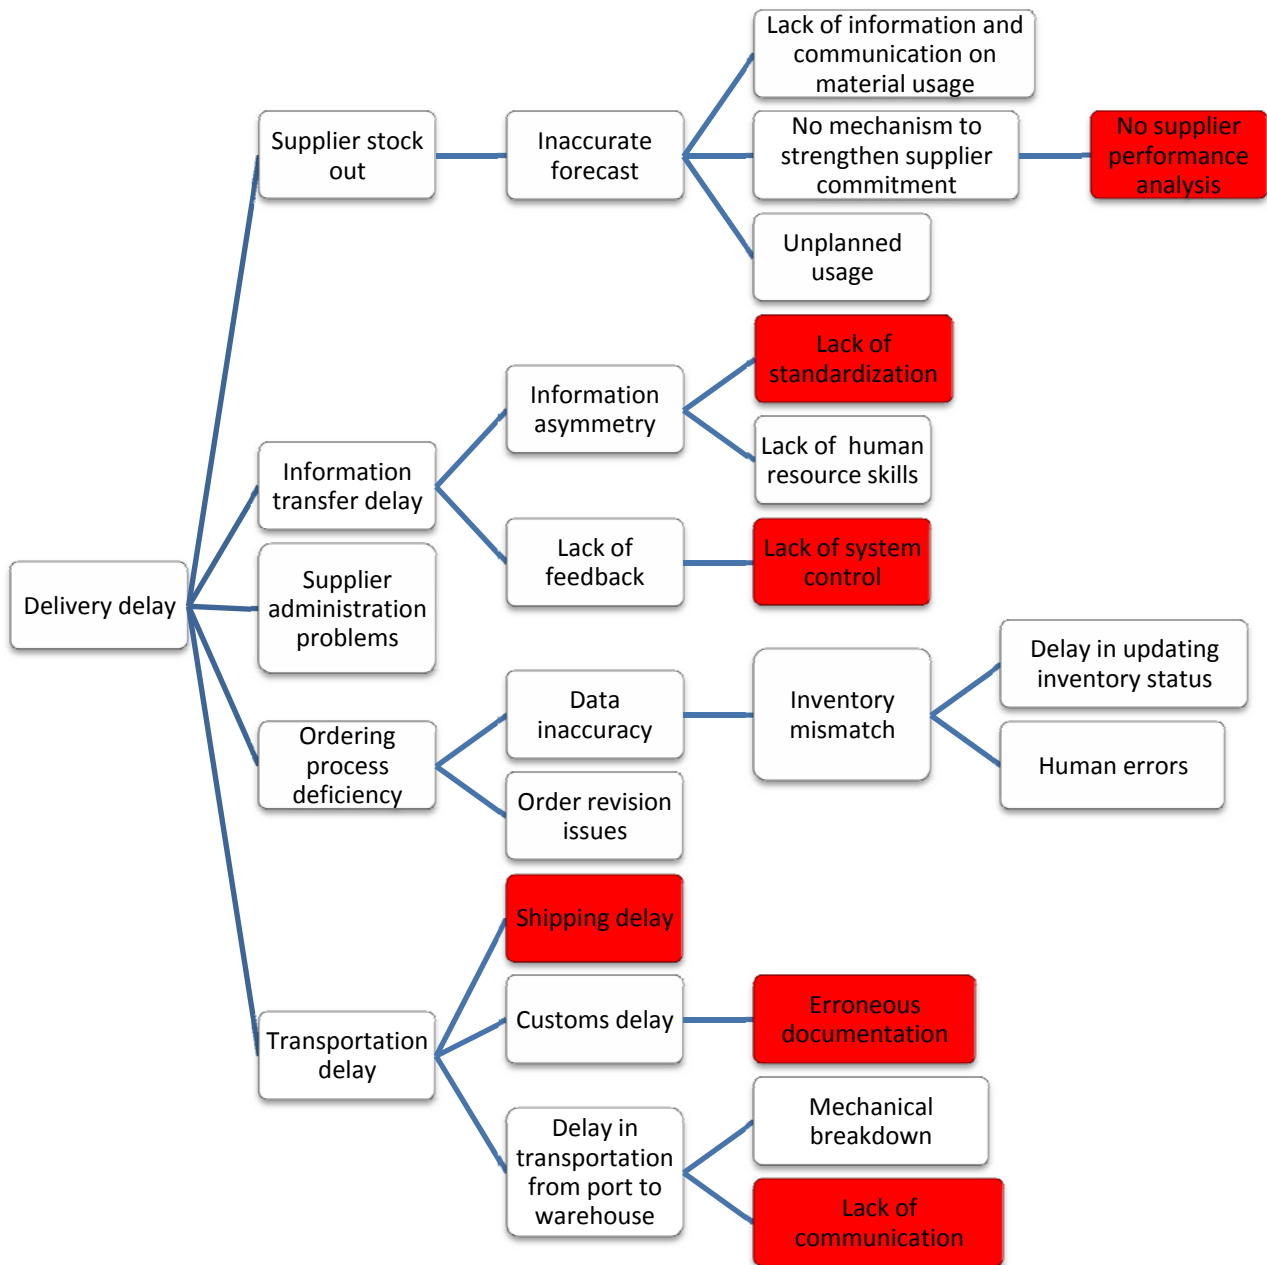 Lack of information and
communication on
material usage
Supplier stock
out
Inaccurate
forecast
No mechanism to
strengthen supplier
commitment
No supplier
performance
analysis
Unplanned
usage
Lack of
standardization
Information
asymmetry
Lack of  human
resource skills
Information
transfer delay
Lack of
feedback
Lack of system
control
Delivery delay
Supplier
administration
problems
Delay in updating
inventory status
Data
inaccuracy
Inventory
mismatch
Ordering
process
deficiency
Human errors
Order revision
issues
Shipping delay
Customs delay
Erroneous
documentation
Transportation
delay
Mechanical
breakdown
Delay in
transportation
from port to
warehouse
Lack of
communication